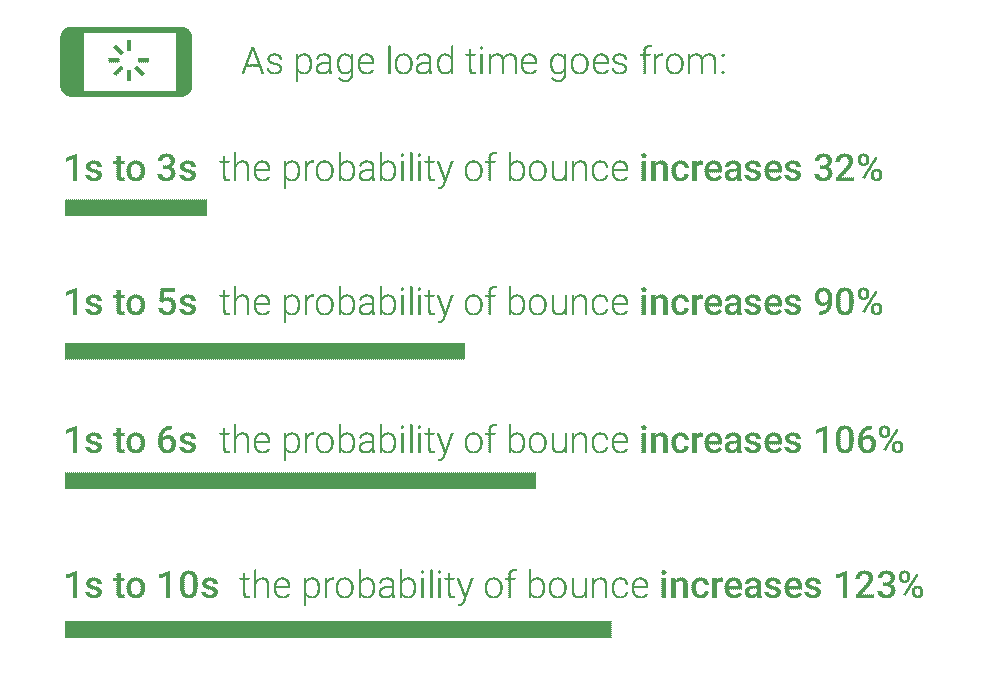 As page load time goes from:
1s to 3s the probability of bounce increases 32%
1s to 5s the probability of bounce increases 90%
1s to 6s the probability of bounce increases 106%
1s to 10s the probability of bounce increases 123%